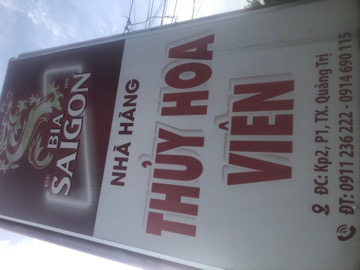 BIA
SAIGON
NHÀ HÀNG
THỦY HOA
VIÊN
ĐC: Kp2, P1, TX. Quảng Trị
ĐT: 0911 236 222 - 0914 690 115